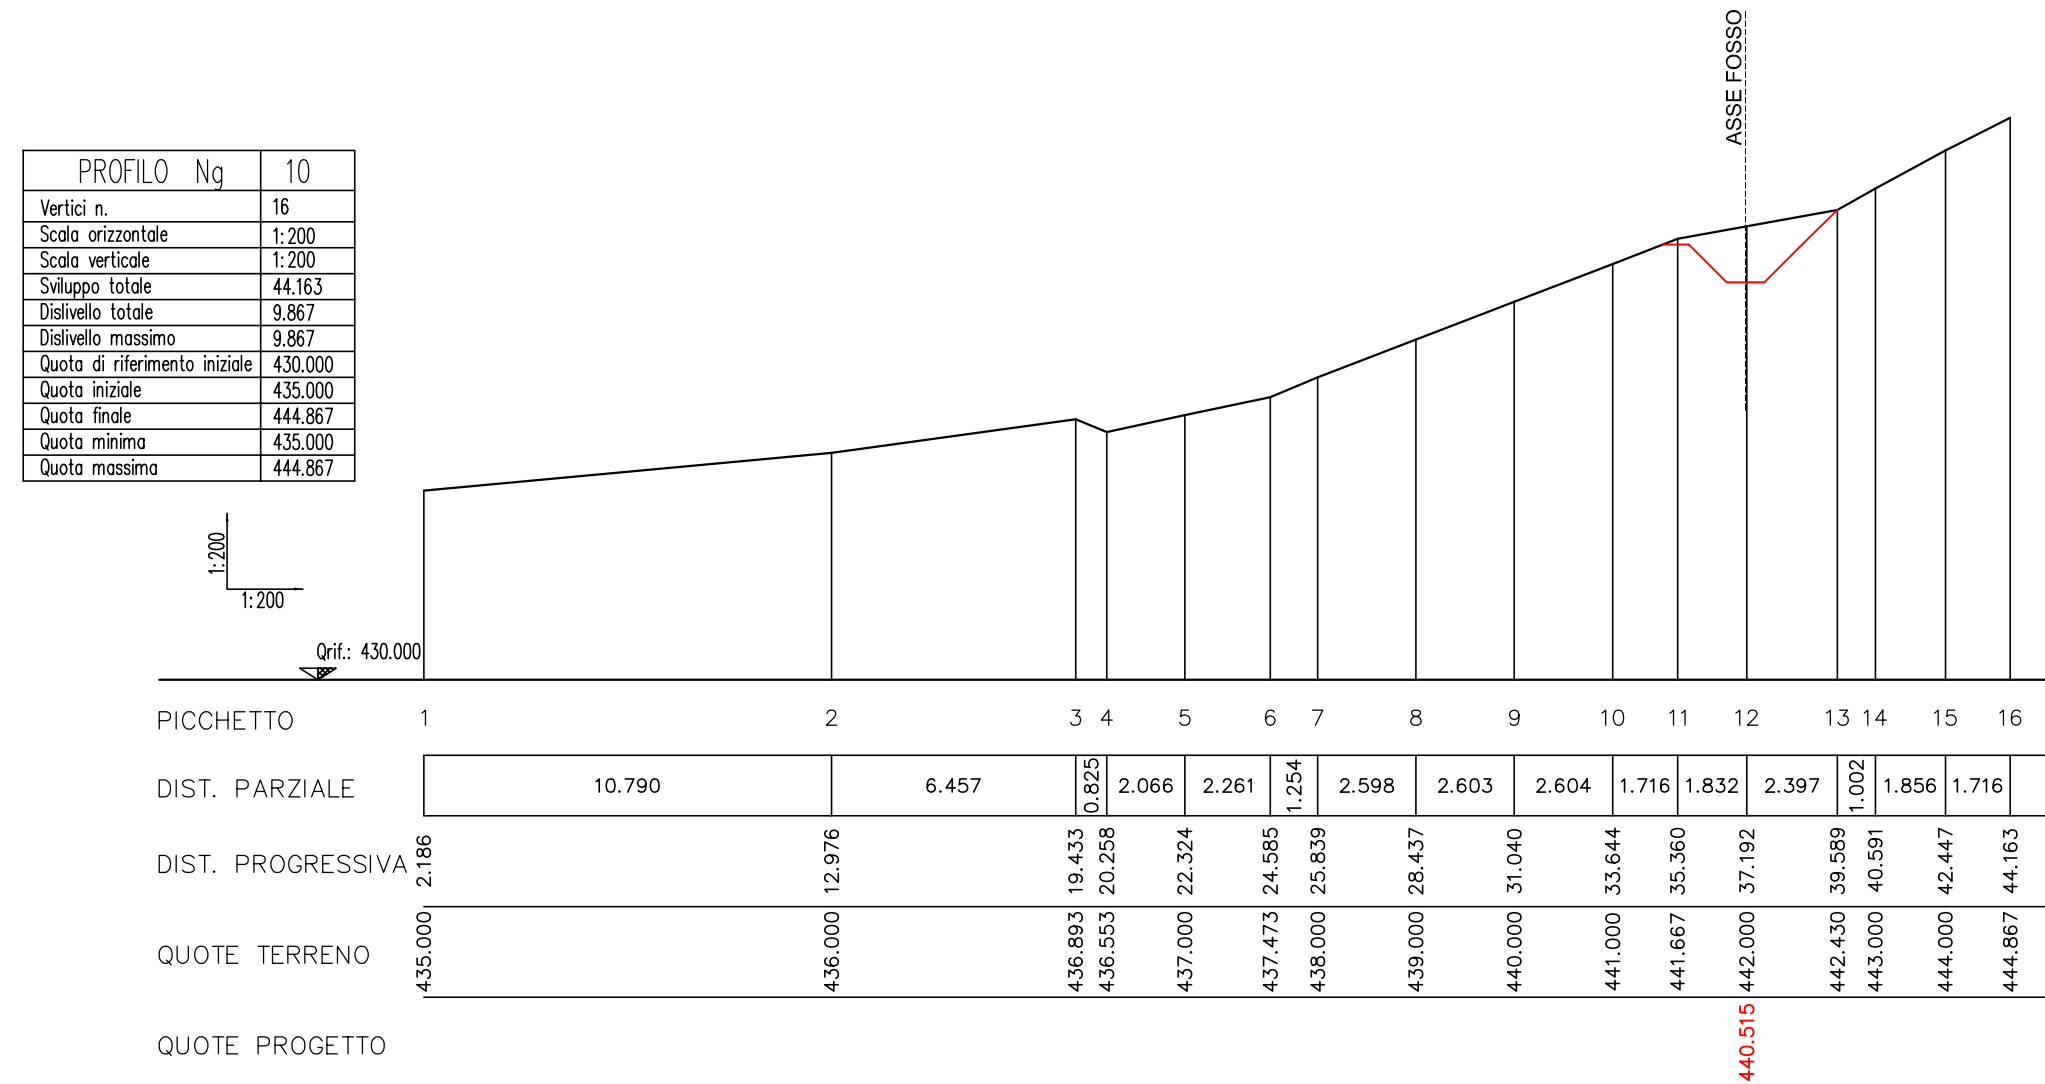 ASSE FOSSO
PROFILO Ng 10
Vertici n. 16
Scala orizzontale 1:200
Scala verticale 1:200
Sviluppo totale 44.163
Dislivello totale 9.867
Dislivello massimo 9.867
Quota di riferimento iniziale 430.000
Quota iniziale 435.000
Quota finale 444.867
Quota minima 435.000
Quota massima 444.867
1:200
1:200
Qrif.: 430.000
PICCHETTO 1 2 3 4 5 6 7 8 9 10 11 12 13 14 15 16
DIST. PARZIALE 10.790 6.457 0.825 2.066 2.261 1.254 2.598 2.603 2.604 1.716 1.832 2.397 1.002 1.856 1.716
DIST. PROGRESSIVA 2.186 12.976 19.433 20.258 22.324 24.585 25.839 28.437 31.040 33.644 35.360 37.192 39.589 40.591 42.447 44.163
QUOTE TERRENO 435.000 436.000 436.893 436.553 437.000 437.473 438.000 439.000 440.000 441.000 441.667 442.000 442.430 443.000 444.000 444.867
QUOTE PROGETTO 440.515